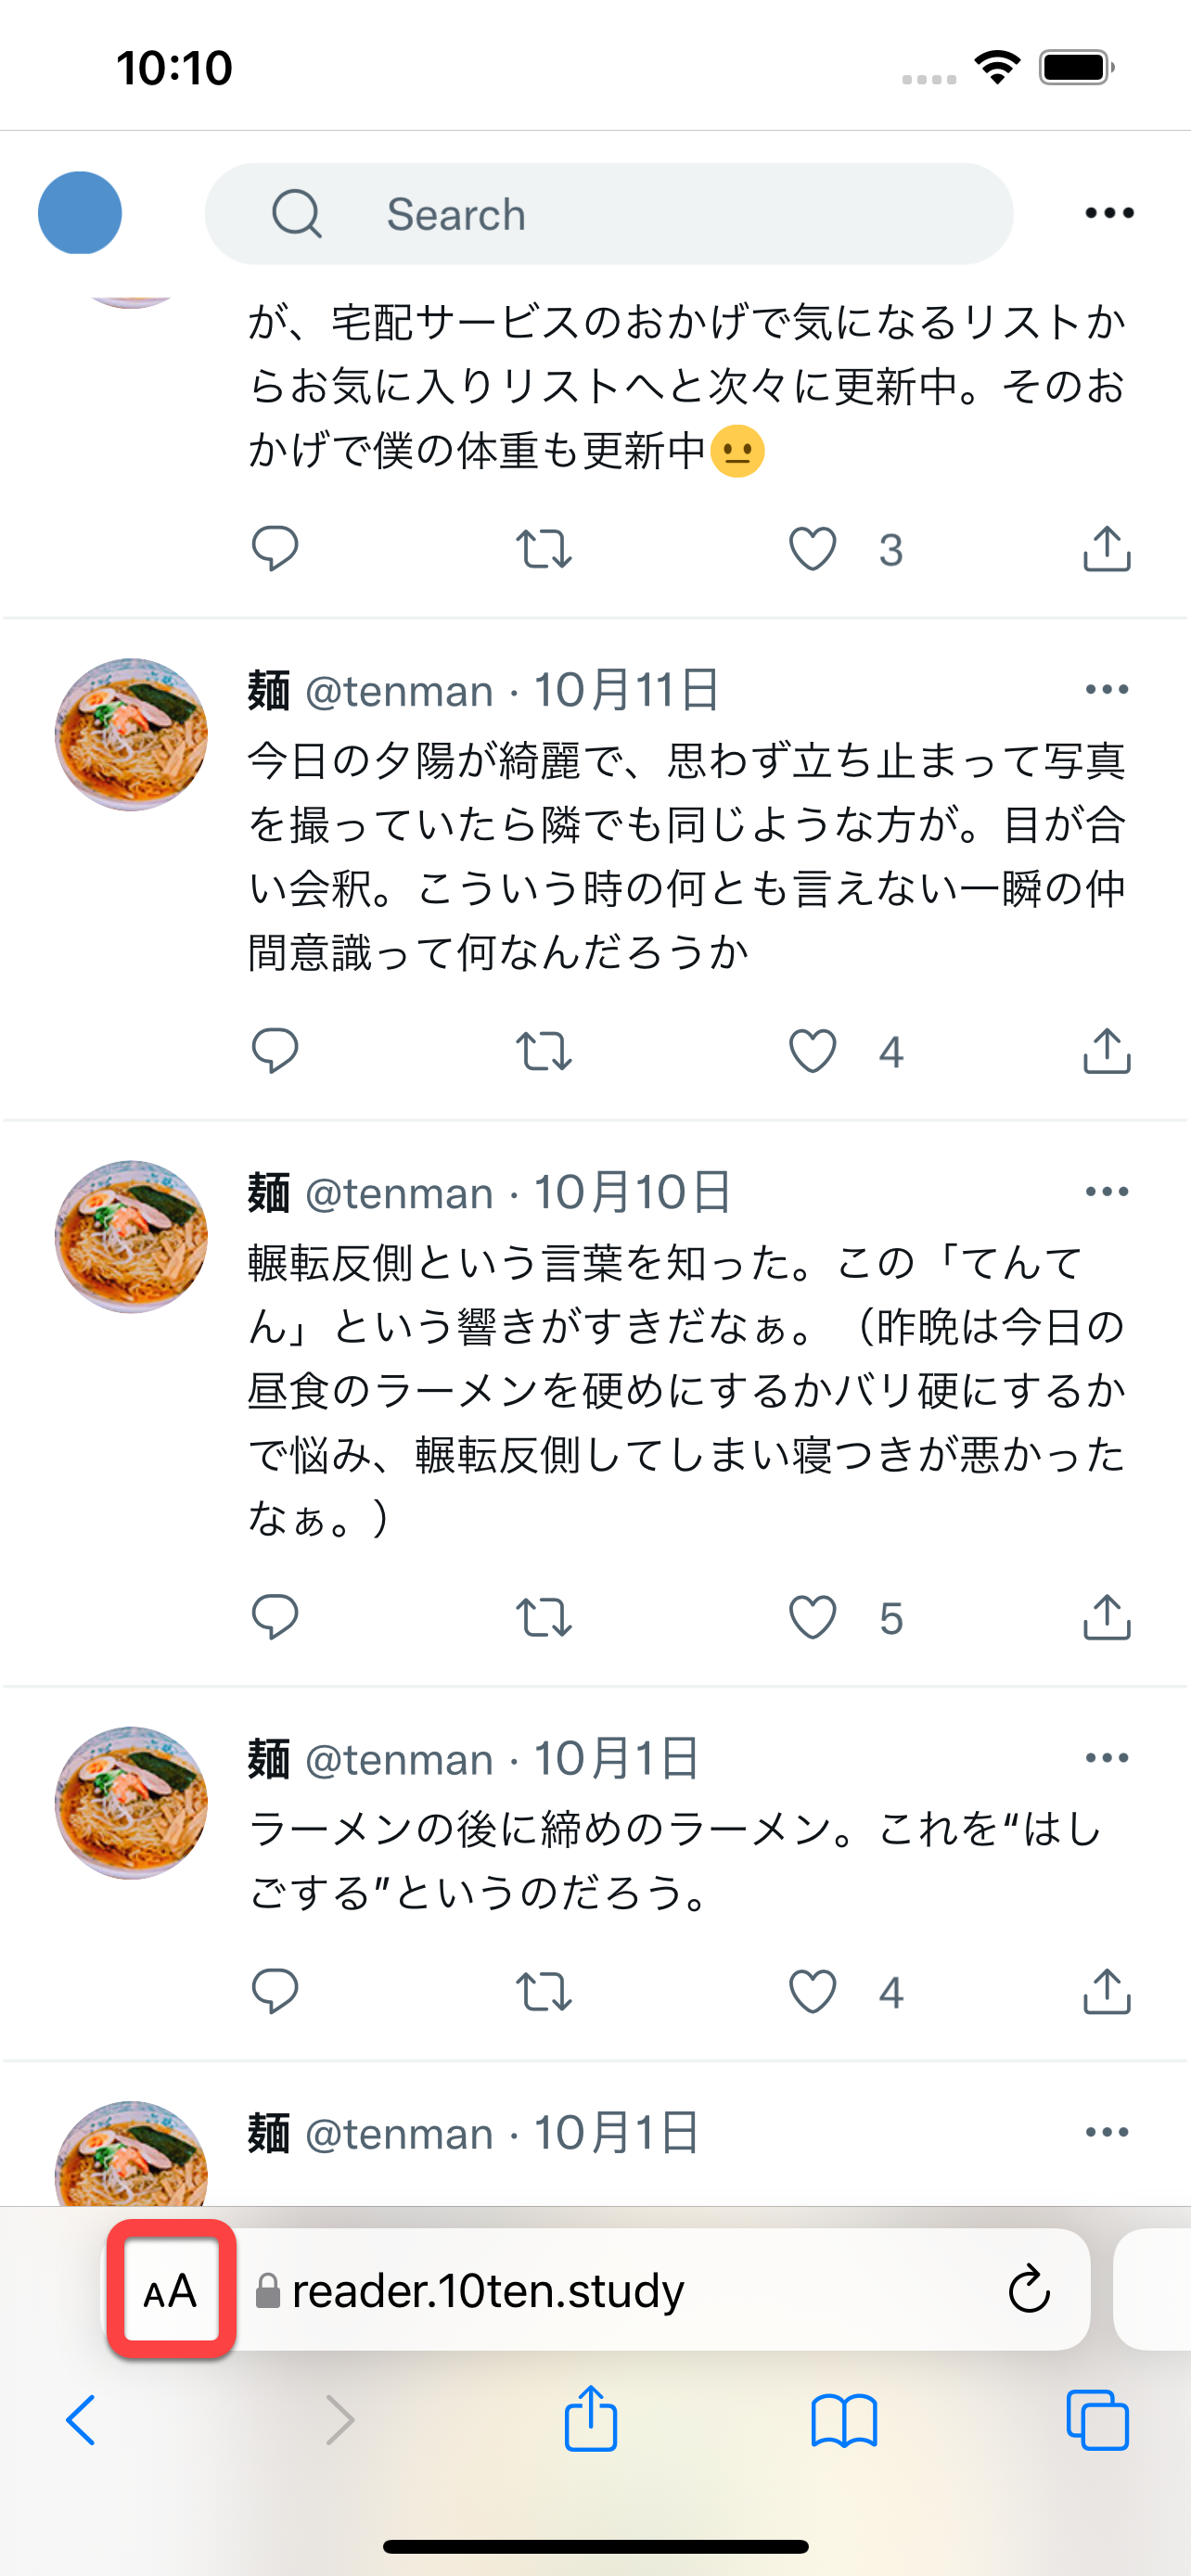 10:10
Search
が、宅配サービスのおかげで気になるリストか
らお気に入りリストへと次々に更新中。そのお
かげで僕の体重も更新中😐
3
麺 @tenman · 10月11日
今日の夕陽が綺麗で、思わず立ち止まって写真
を撮っていたら隣でも同じような方が。目が合
い会釈。こういう時の何とも言えない一瞬の仲
間意識って何なんだろうか
4
麺 @tenman · 10月10日
輾転反側という言葉を知った。この「てんて
ん」という響きがすきだなぁ。（昨晩は今日の
昼食のラーメンを硬めにするかバリ硬にするか
で悩み、輾転反側してしまい寝つきが悪かった
なぁ。）
5
麺 @tenman · 10月1日
ラーメンの後に締めのラーメン。これを“はし
ごする”というのだろう。
4
麺 @tenman · 10月1日
AA reader.10ten.study